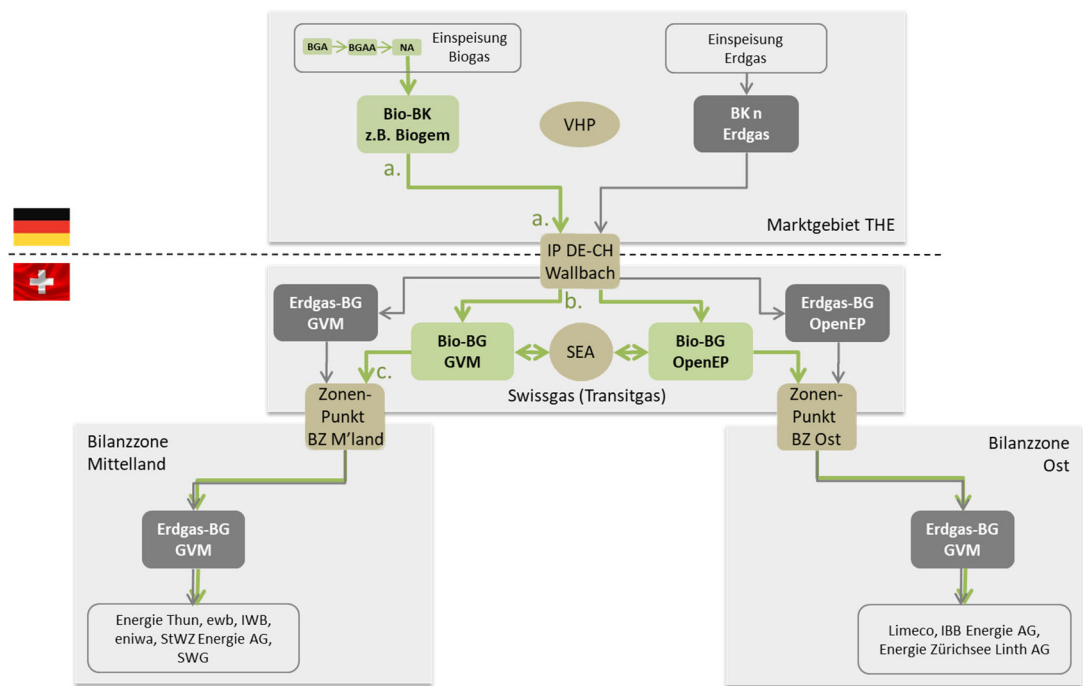 BGA
BGAA
NA
Einspeisung
Biogas
Einspeisung
Erdgas
Bio-BK
z.B. Biogem
VHP
BK n
Erdgas
a.
a.
Marktgebiet THE
IP DE-CH
Wallbach
Erdgas-BG
GVM
b.
Erdgas-BG
OpenEP
Bio-BG
GVM
SEA
Bio-BG
OpenEP
c.
Swissgas (Transitgas)
Zonen-
Punkt
BZ M'land
Zonen-
Punkt
BZ Ost
Bilanzzone
Mittelland
Bilanzzone
Ost
Erdgas-BG
GVM
Erdgas-BG
GVM
Energie Thun, ewb, IWB,
eniwa, StWZ Energie AG,
SWG
Limeco, IBB Energie AG,
Energie Zürichsee Linth AG